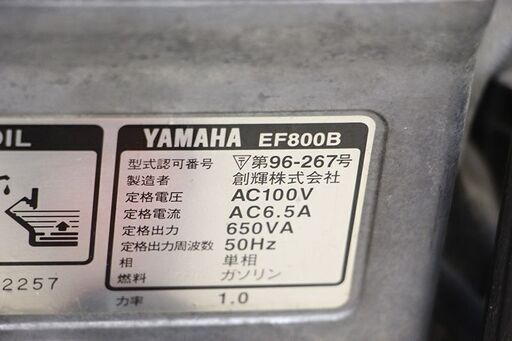 OIL
2257
YAMAHA EF800B
型式認可番号 第96-267号
製造者 創輝株式会社
定格電圧 AC100V
定格電流 AC6.5A
定格出力 650VA
定格出力周波数 50Hz
相 単相
燃料 ガソリン
力率 1.0